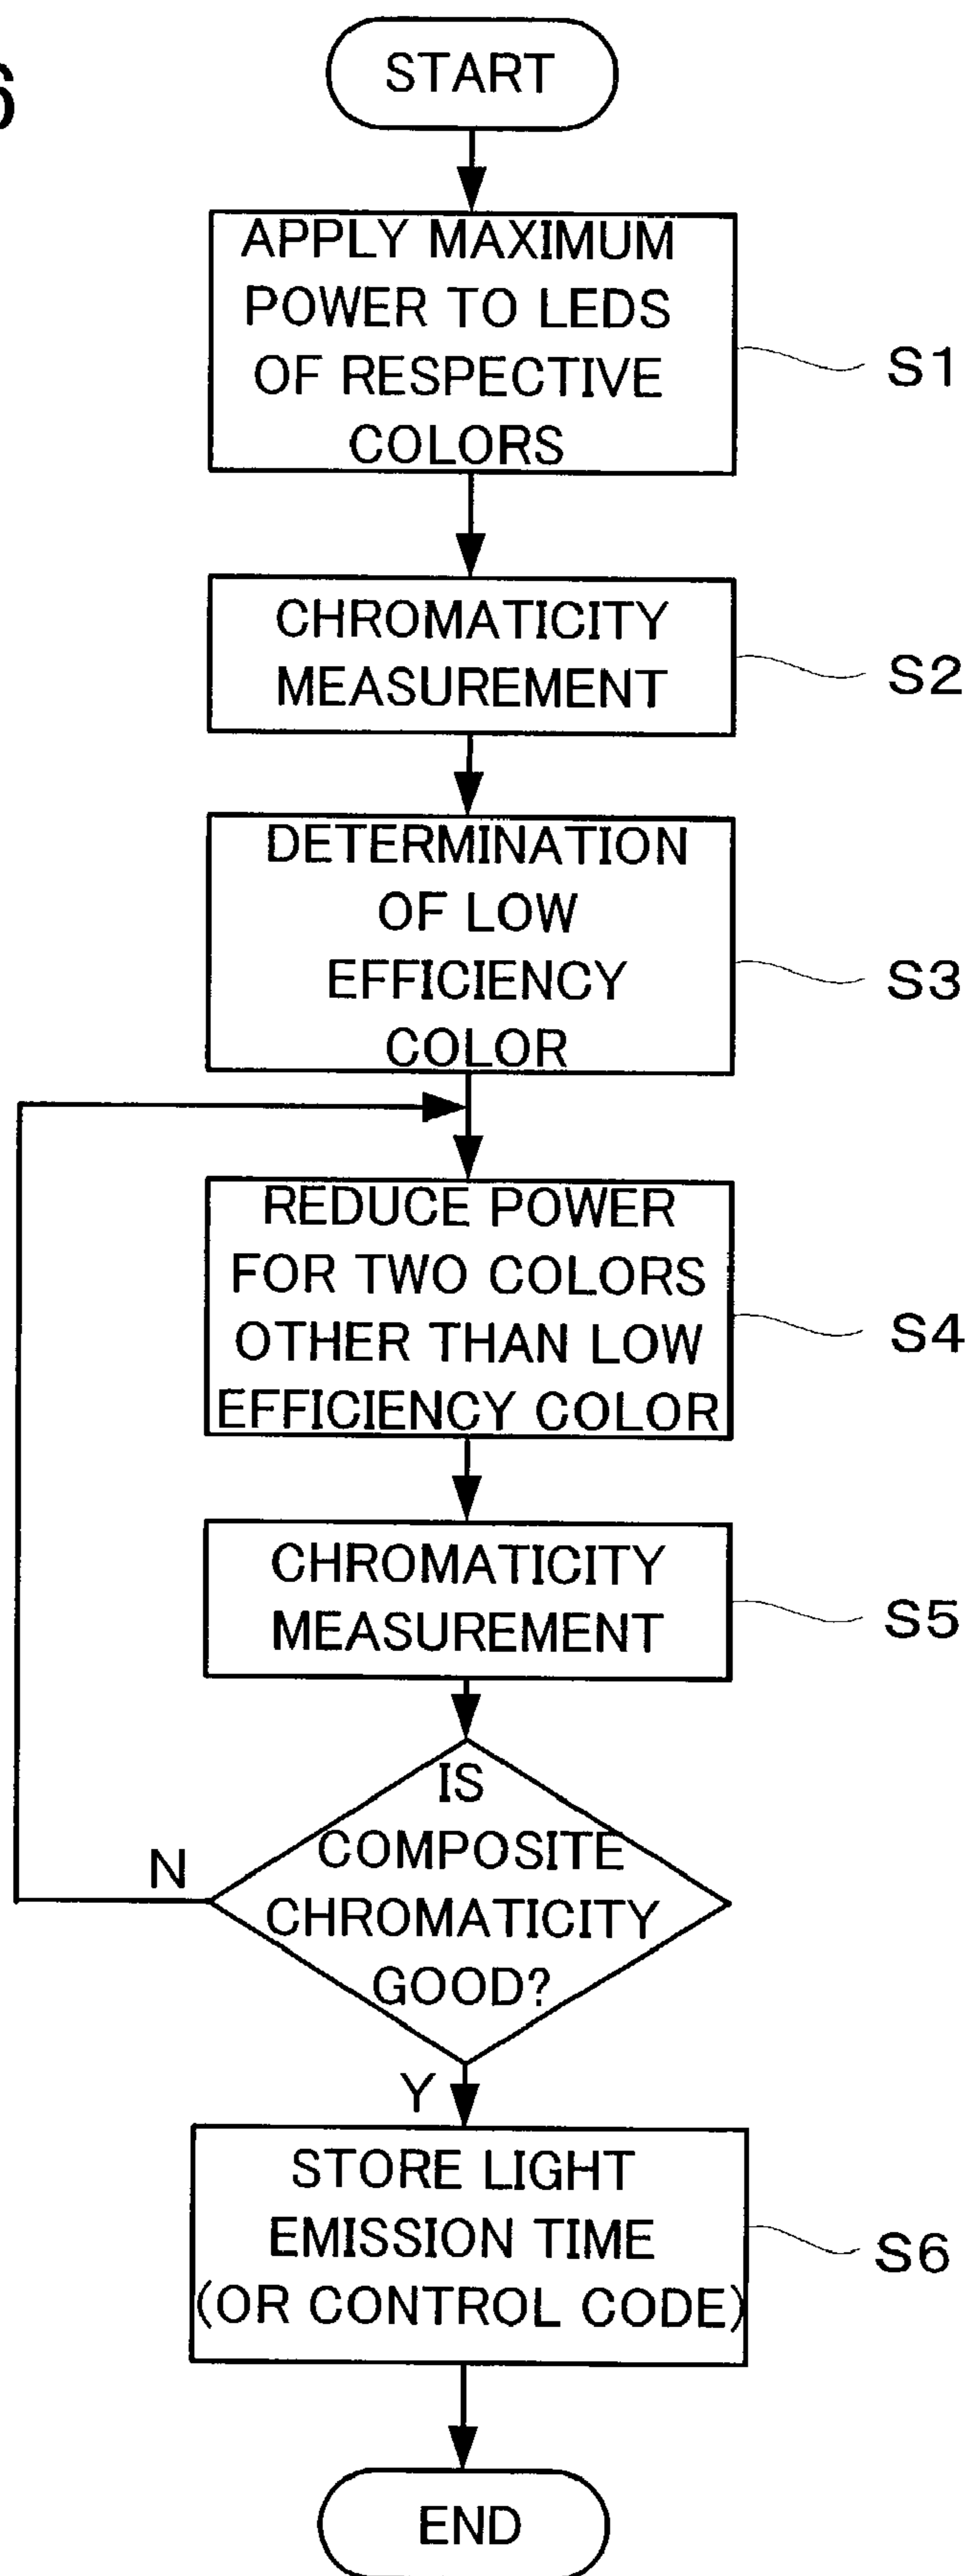 6
START
APPLY MAXIMUM
POWER TO LEDS
OF RESPECTIVE
COLORS
S1
CHROMATICITY
MEASUREMENT
S2
DETERMINATION
OF LOW
EFFICIENCY
COLOR
S3
REDUCE POWER
FOR TWO COLORS
OTHER THAN LOW
EFFICIENCY COLOR
S4
CHROMATICITY
MEASUREMENT
S5
IS
COMPOSITE
CHROMATICITY
GOOD?
N
Y
STORE LIGHT
EMISSION TIME
(OR CONTROL CODE)
S6
END